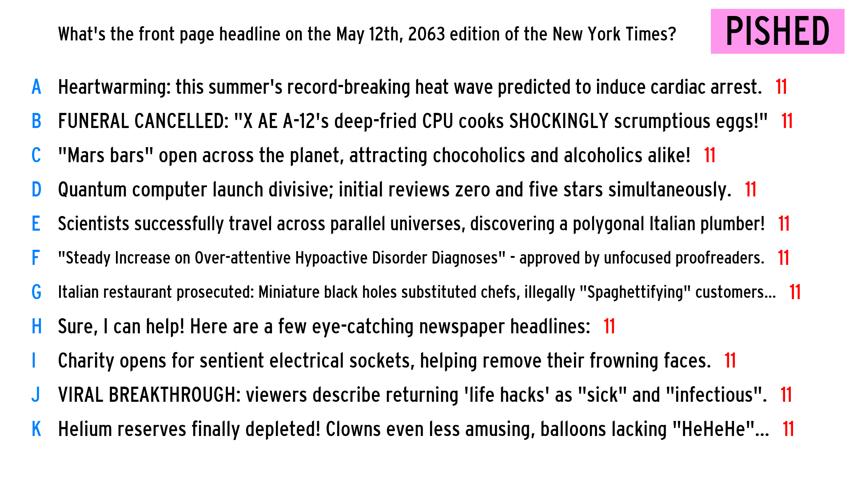 What's the front page headline on the May 12th, 2063 edition of the New York Times?
PISHED
A Heartwarming: this summer's record-breaking heat wave predicted to induce cardiac arrest. 11
B FUNERAL CANCELLED: "X AE A-12's deep-fried CPU cooks SHOCKINGLY scrumptious eggs!" 11
C "Mars bars" open across the planet, attracting chocoholics and alcoholics alike! 11
D Quantum computer launch divisive; initial reviews zero and five stars simultaneously. 11
E Scientists successfully travel across parallel universes, discovering a polygonal Italian plumber! 11
F "Steady Increase on Over-attentive Hypoactive Disorder Diagnoses" - approved by unfocused proofreaders. 11
G Italian restaurant prosecuted: Miniature black holes substituted chefs, illegally "Spaghettifying" customers... 11
H Sure, I can help! Here are a few eye-catching newspaper headlines: 11
I Charity opens for sentient electrical sockets, helping remove their frowning faces. 11
J VIRAL BREAKTHROUGH: viewers describe returning 'life hacks' as "sick" and "infectious". 11
K Helium reserves finally depleted! Clowns even less amusing, balloons lacking "HeHeHe"... 11